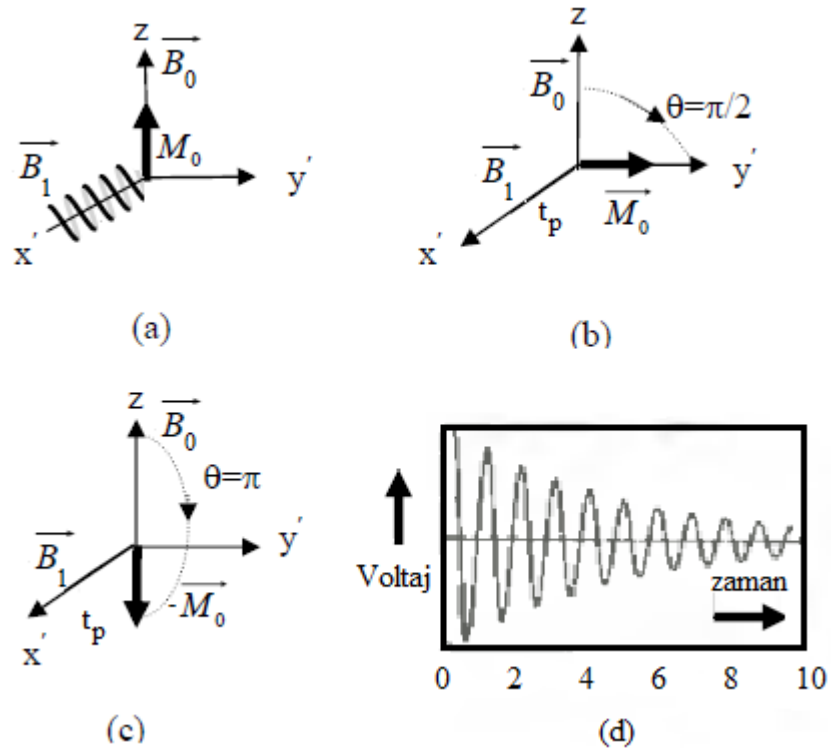 z
B₀
M₀
B₁
y′
x′
(a)
z
B₀
θ=π/2
B₁
y′
tₚ
M₀
x′
(b)
z
B₀
θ=π
B₁
y′
-M₀
tₚ
x′
(c)
Voltaj
zaman
0 2 4 6 8 10
(d)